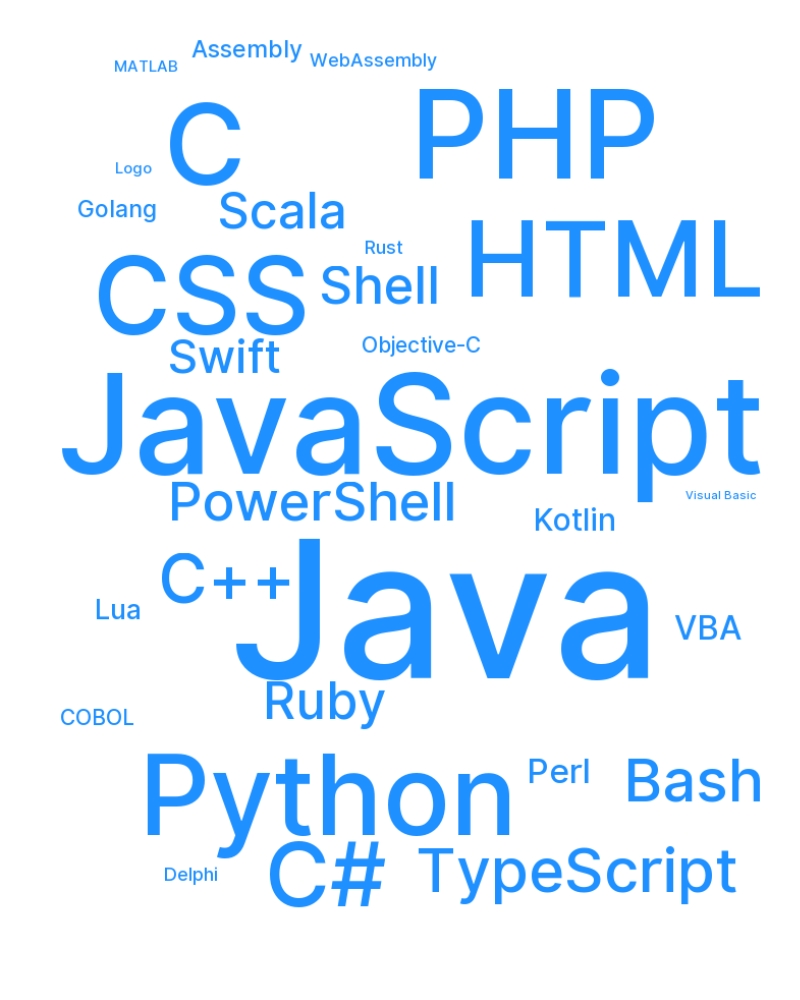 Assembly
MATLAB
WebAssembly
C
PHP
Logo
Golang
Scala
Rust
HTML
CSS
Shell
Swift
Objective-C
JavaScript
PowerShell
Visual Basic
Kotlin
C++
Java
Lua
VBA
Ruby
COBOL
Python
Perl
Bash
Delphi
C#
TypeScript